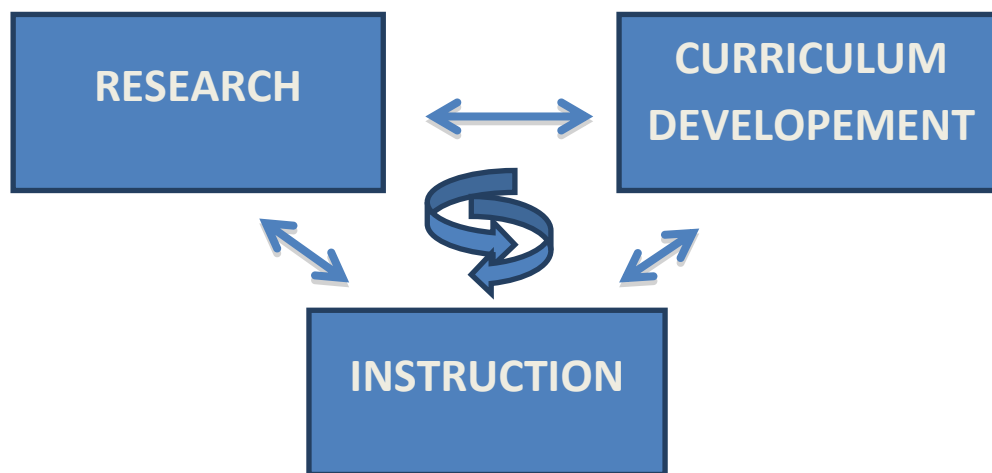 RESEARCH
CURRICULUM
DEVELOPEMENT
INSTRUCTION